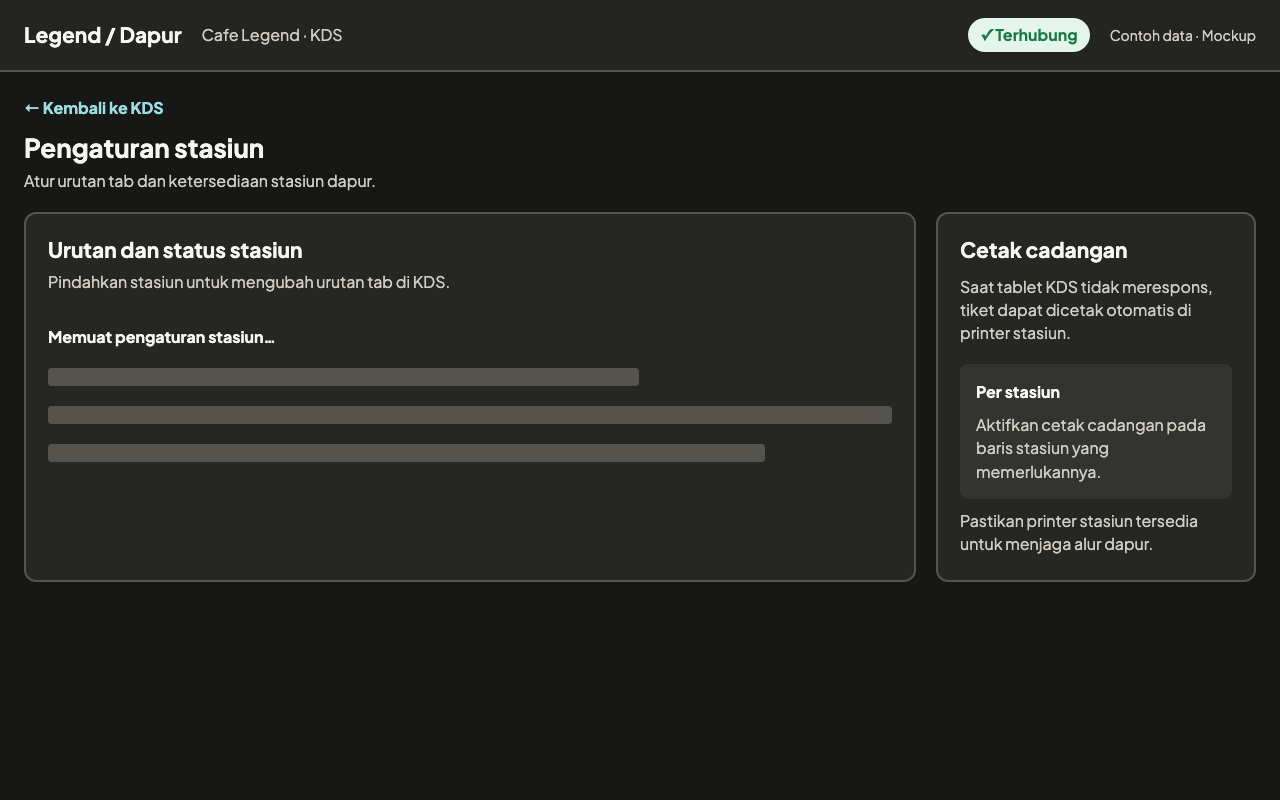 Legend / Dapur
Cafe Legend · KDS
✓Terhubung
Contoh data · Mockup
← Kembali ke KDS
Pengaturan stasiun
Atur urutan tab dan ketersediaan stasiun dapur.
Urutan dan status stasiun
Pindahkan stasiun untuk mengubah urutan tab di KDS.
Memuat pengaturan stasiun…
Cetak cadangan
Saat tablet KDS tidak merespons,
tiket dapat dicetak otomatis di
printer stasiun.
Per stasiun
Aktifkan cetak cadangan pada
baris stasiun yang
memerlukannya.
Pastikan printer stasiun tersedia
untuk menjaga alur dapur.